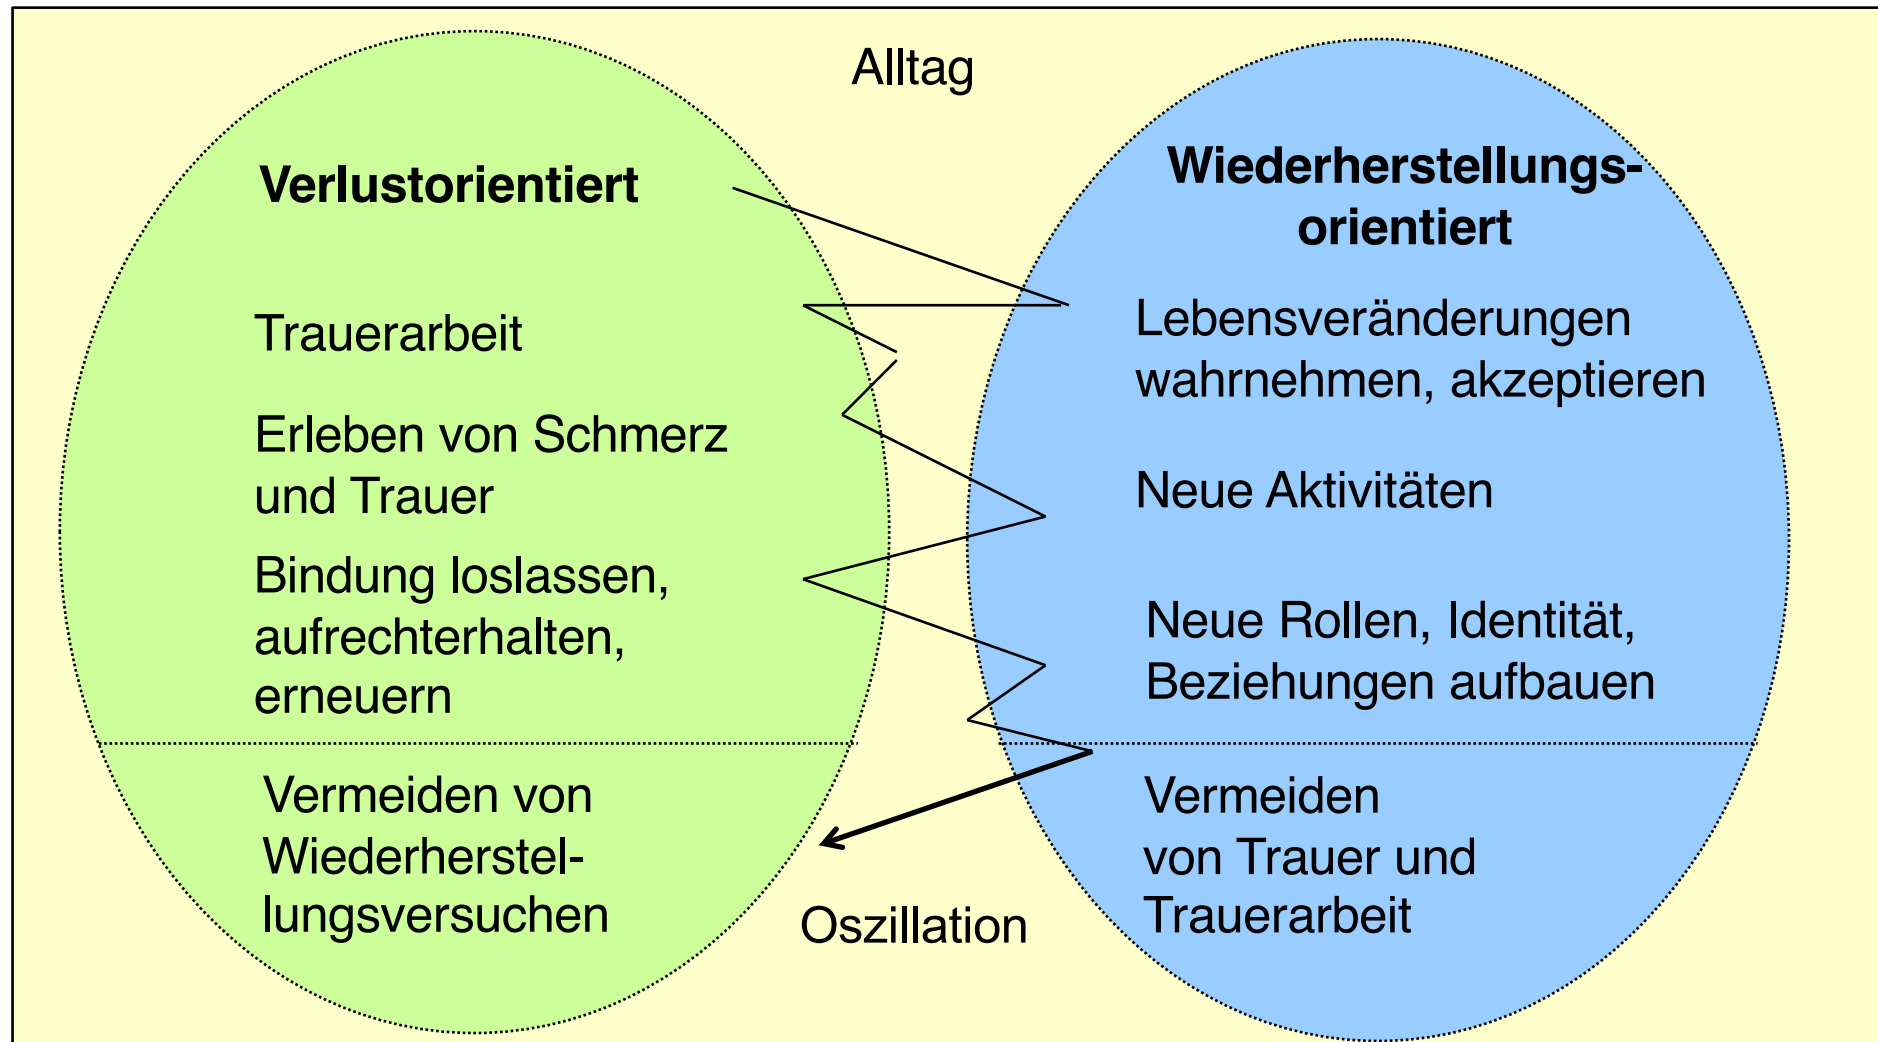 Alltag
Verlustorientiert
Trauerarbeit
Erleben von Schmerz
und Trauer
Bindung loslassen,
aufrechterhalten,
erneuern
Vermeiden von
Wiederherstel-
lungsversuchen
Wiederherstellungs-
orientiert
Lebensveränderungen
wahrnehmen, akzeptieren
Neue Aktivitäten
Neue Rollen, Identität,
Beziehungen aufbauen
Vermeiden
von Trauer und
Trauerarbeit
Oszillation